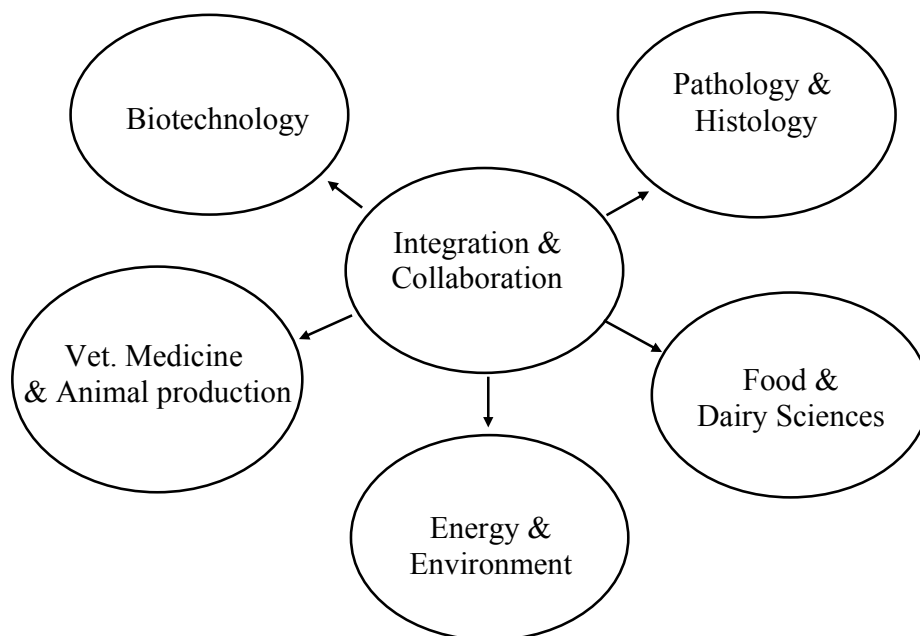 Biotechnology
Pathology &
Histology
Integration &
Collaboration
Vet. Medicine
& Animal production
Food &
Dairy Sciences
Energy &
Environment